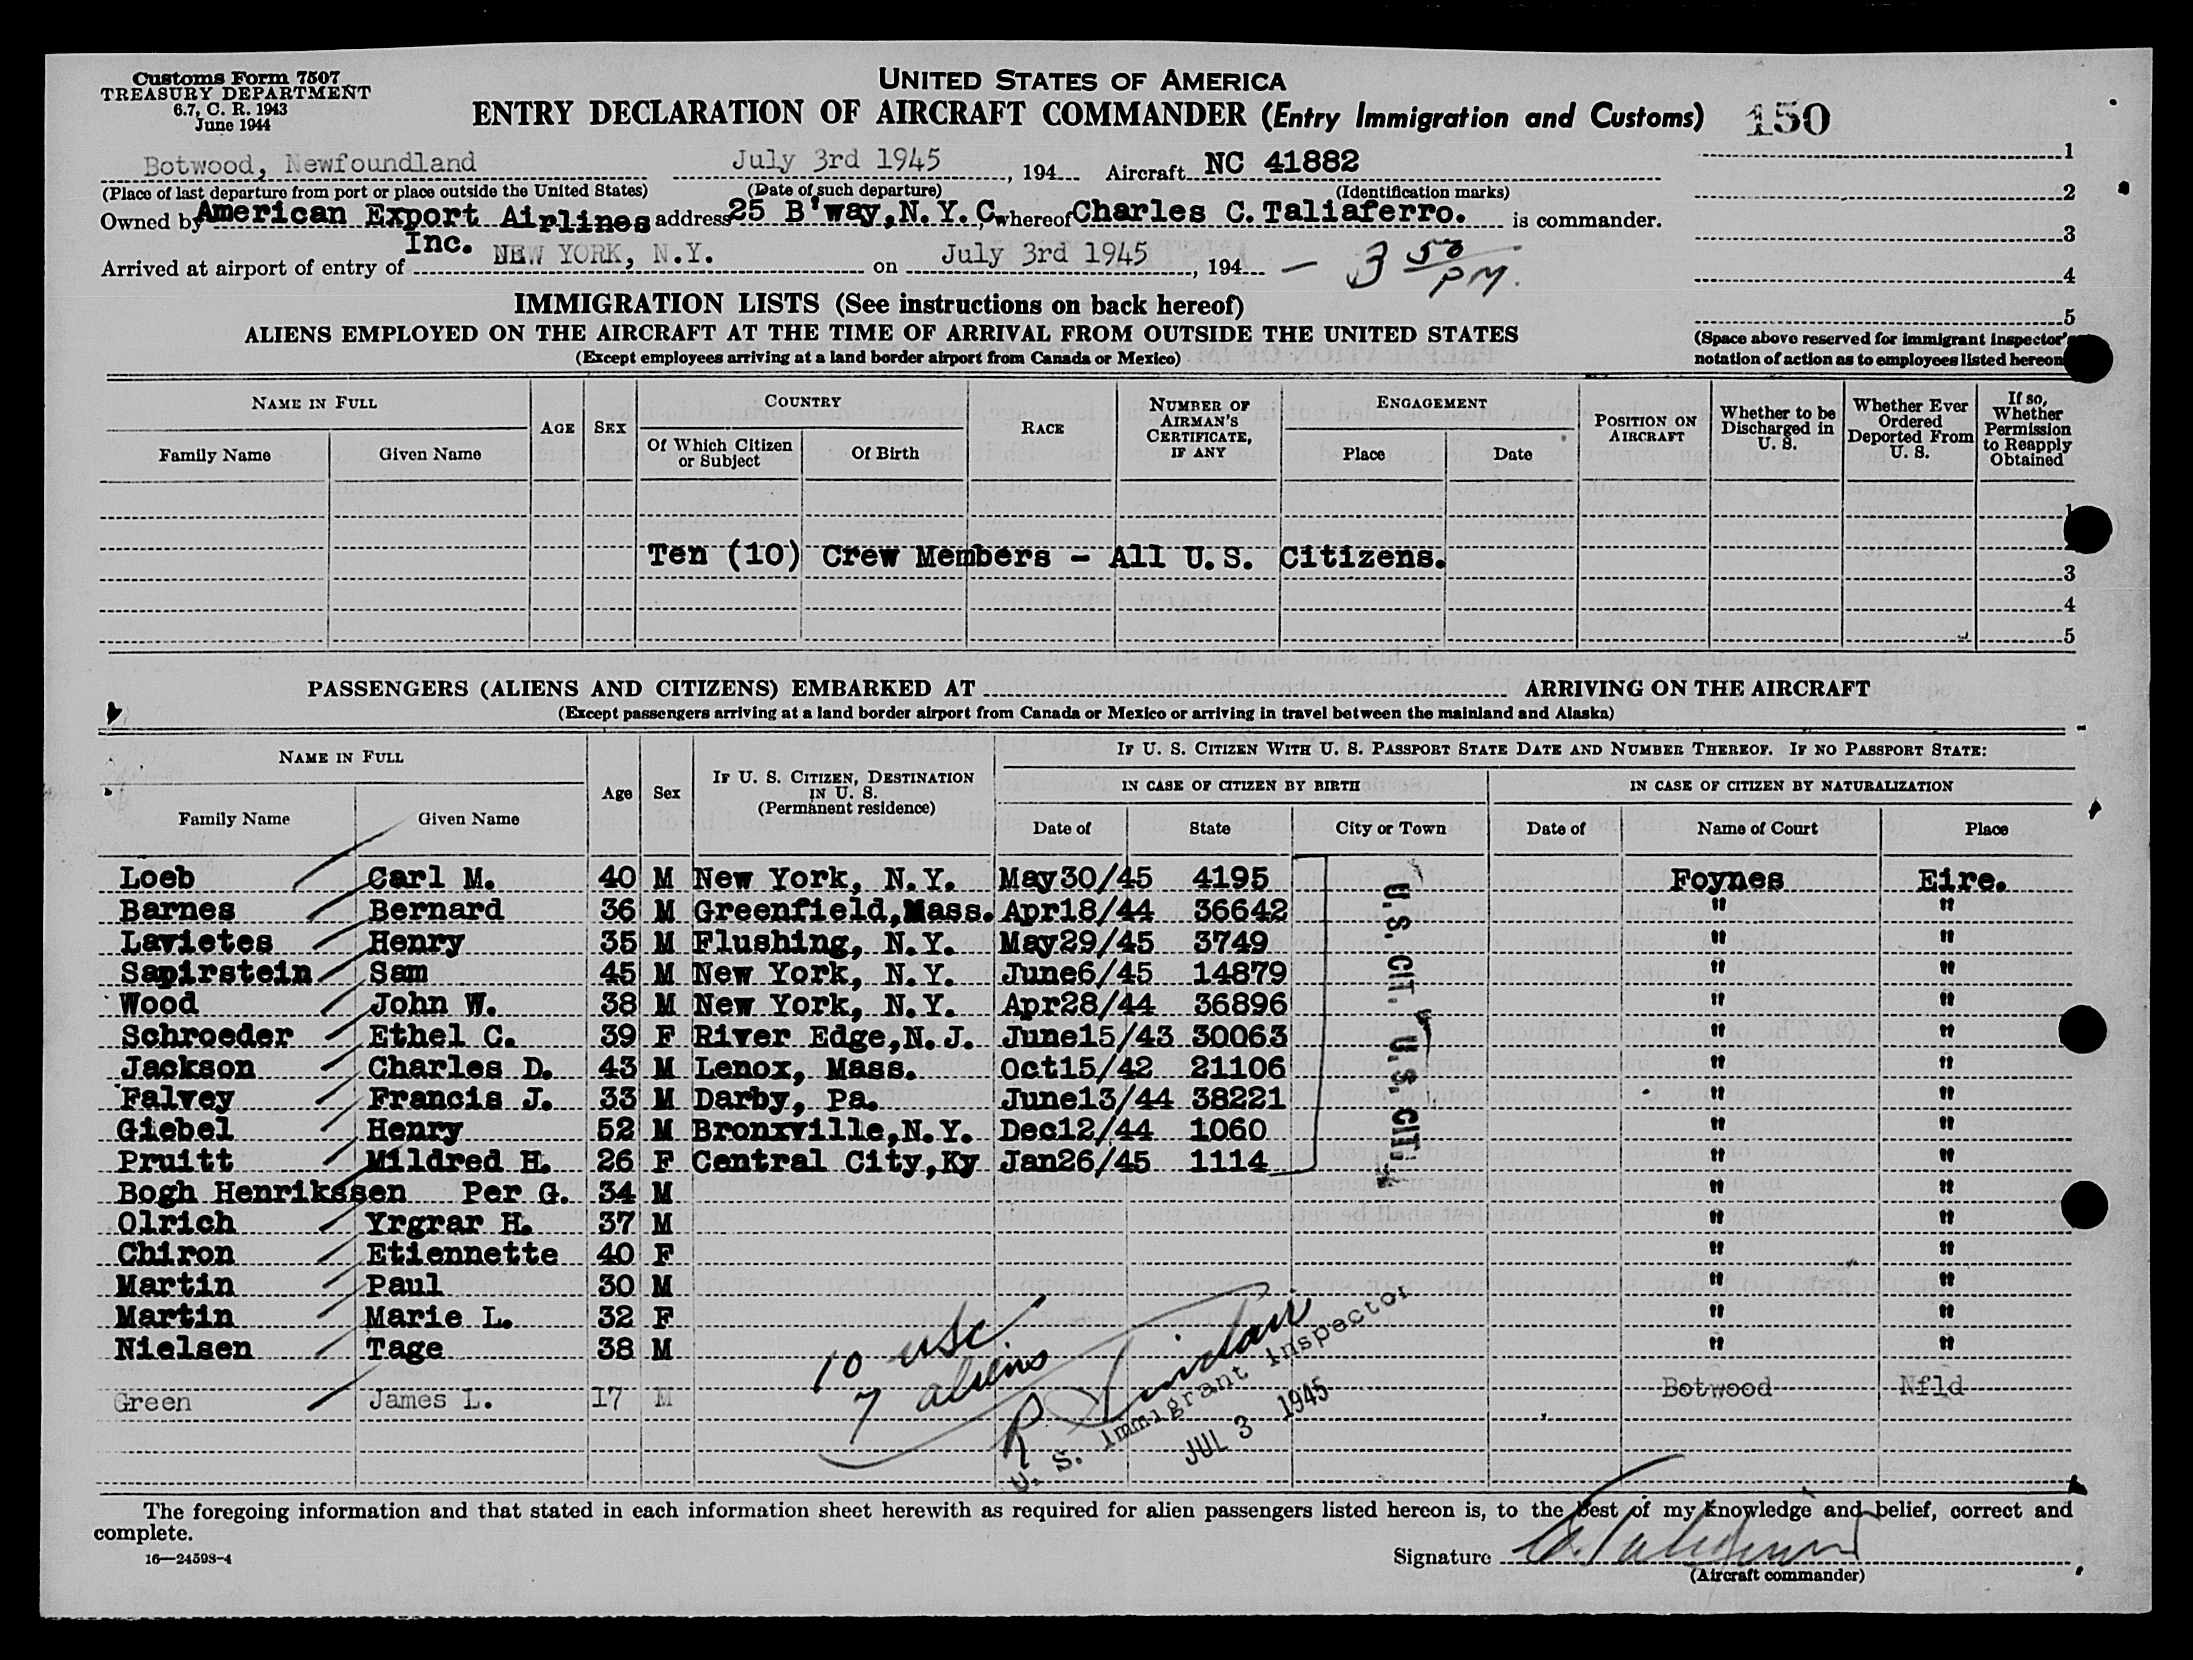 Customs Form 7507
TREASURY DEPARTMENT
6.7, C. R. 1943
June 1944
UNITED STATES OF AMERICA
ENTRY DECLARATION OF AIRCRAFT COMMANDER (Entry Immigration and Customs) 150
Botwood, Newfoundland July 3rd 1945, 194 Aircraft NC 41882
(Place of last departure from port or place outside the United States) (Date of such departure) (Identification marks)
Owned by American Export Airlines address 25 B'way, N.Y.C, whereof Charles C. Taliaferro. is commander.
Inc.
Arrived at airport of entry of NEW YORK, N.Y. on July 3rd 1945, 194 — 3 50 PM.
1
2
3
4
5
(Space above reserved for immigrant inspector's
notation of action as to employees listed hereon
IMMIGRATION LISTS (See instructions on back hereof)
ALIENS EMPLOYED ON THE AIRCRAFT AT THE TIME OF ARRIVAL FROM OUTSIDE THE UNITED STATES
(Except employees arriving at a land border airport from Canada or Mexico)
NAME IN FULL AGE SEX COUNTRY RACE NUMBER OF AIRMAN'S CERTIFICATE, IF ANY ENGAGEMENT POSITION ON AIRCRAFT Whether to be Discharged in U. S. Whether Ever Ordered Deported From U. S. If so, Whether Permission to Reapply Obtained
Family Name Given Name Of Which Citizen or Subject Of Birth Place Date
1
Ten (10) Crew Members - All U.S. Citizens.
3
4
5
PASSENGERS (ALIENS AND CITIZENS) EMBARKED AT ARRIVING ON THE AIRCRAFT
(Except passengers arriving at a land border airport from Canada or Mexico or arriving in travel between the mainland and Alaska)
NAME IN FULL Age Sex IF U. S. CITIZEN, DESTINATION IN U. S. (Permanent residence) IF U. S. CITIZEN WITH U. S. PASSPORT STATE DATE AND NUMBER THEREOF. IF NO PASSPORT STATE:
IN CASE OF CITIZEN BY BIRTH IN CASE OF CITIZEN BY NATURALIZATION
Family Name Given Name Date of State City or Town Date of Name of Court Place
Loeb Carl M. 40 M New York, N.Y. May30/45 4195 Foynes Eire.
Barnes Bernard 36 M Greenfield,Mass. Apr18/44 36642 " "
Lavietes Henry 35 M Flushing, N.Y. May29/45 3749 " "
Sapirstein Sam 45 M New York, N.Y. June6/45 14879 " "
Wood John W. 38 M New York, N.Y. Apr28/44 36896 " "
Schroeder Ethel C. 39 F River Edge,N.J. June15/43 30063 " "
Jackson Charles D. 43 M Lenox, Mass. Oct15/42 21106 " "
Falvey Francis J. 33 M Darby, Pa. June13/44 38221 " "
Giebel Henry 52 M Bronxville,N.Y. Dec12/44 1060 " "
Pruitt Mildred H. 26 F Central City,Ky Jan26/45 1114 " "
U.S. CIT. U.S. CIT.
Bogh Henrikssen Per G. 34 M " "
Olrich Yrgrar H. 37 M " "
Chiron Etiennette 40 F " "
Martin Paul 30 M " "
Martin Marie L. 32 F " "
Nielsen Tage 38 M " "
Green James L. 17 M Botwood Nfld
10 USC
7 aliens
R. Sinclair
U. S. Immigrant Inspector
JUL 3 1945
The foregoing information and that stated in each information sheet herewith as required for alien passengers listed hereon is, to the best of my knowledge and belief, correct and
complete.
16—24598-4
Signature
(Aircraft commander)